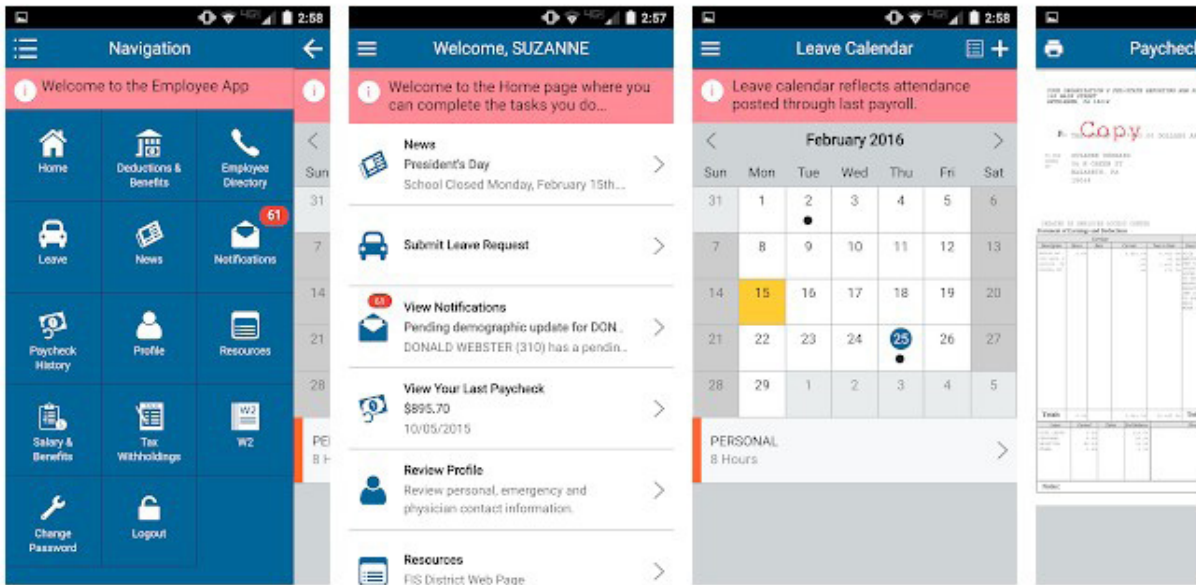 2:58
Navigation
Welcome to the Employee App
Home
Deductions &
Benefits
Employee
Directory
Leave
News
61
Notifications
Paycheck
History
Profile
Resources
Salary &
Benefits
Tax
Withholdings
W2
W2
Change
Password
Logout
Sun
31
7
14
21
28
PE
8 H
2:57
Welcome, SUZANNE
Welcome to the Home page where you
can complete the tasks you do...
News
President's Day
School Closed Monday, February 15th...
Submit Leave Request
61
View Notifications
Pending demographic update for DON..
DONALD WEBSTER (310) has a pendin...
View Your Last Paycheck
$895.70
10/05/2015
Review Profile
Review personal, emergency and
physician contact information.
Resources
FIS District Web Page
2:58
Leave Calendar
Leave calendar reflects attendance
posted through last payroll.
February 2016
Sun Mon Tue Wed Thu Fri Sat
31 1 2 3 4 5 6
7 8 9 10 11 12 13
14 15 16 17 18 19 20
21 22 23 24 25 26 27
28 29 1 2 3 4 5
PERSONAL
8 Hours
Paychec
Copy